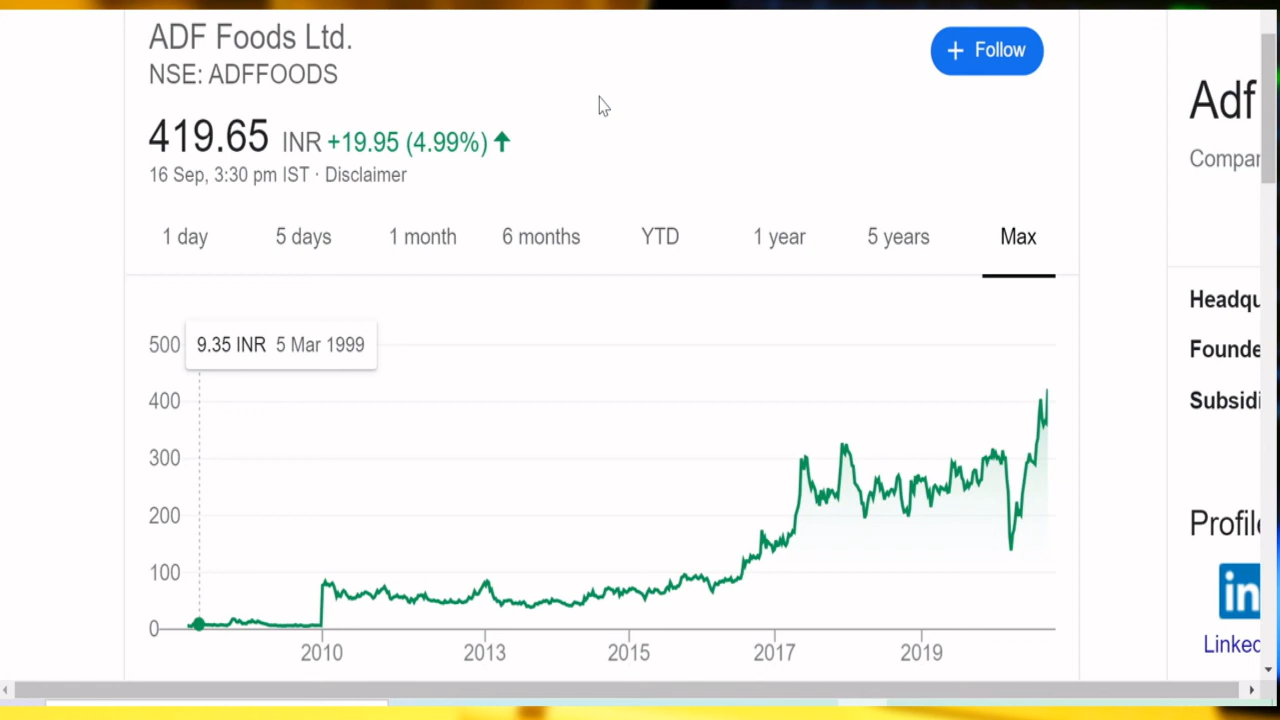 ADF Foods Ltd.
NSE: ADFFOODS
+ Follow
419.65 INR +19.95 (4.99%) ↑
16 Sep, 3:30 pm IST · Disclaimer
1 day 5 days 1 month 6 months YTD 1 year 5 years Max
500
9.35 INR 5 Mar 1999
400
300
200
100
0
2010 2013 2015 2017 2019
Adf
Compar
Headqu
Founde
Subsidi
Profile
in
Linked